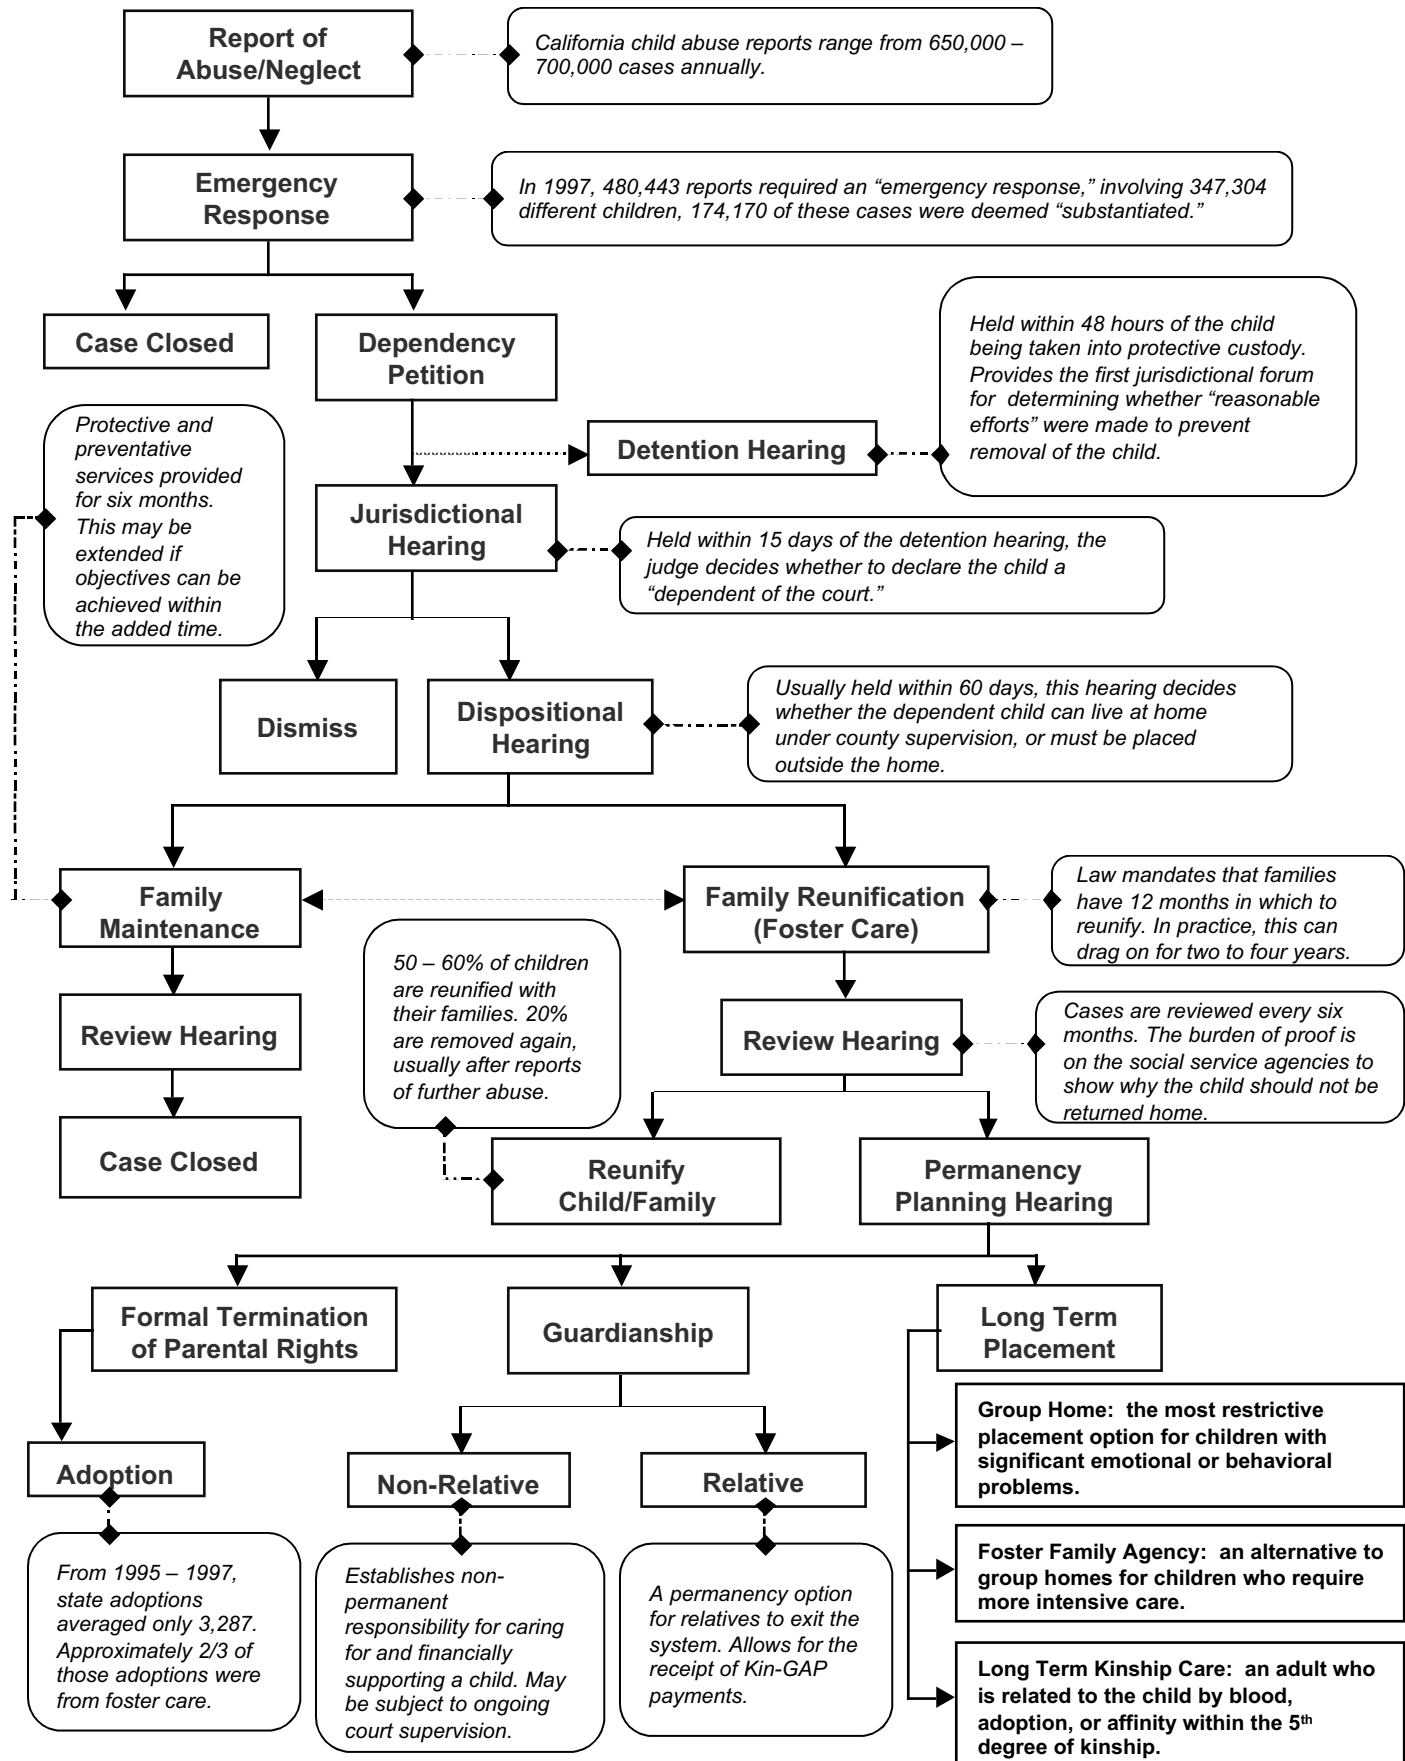 Report of
Abuse/Neglect
California child abuse reports range from 650,000 –
700,000 cases annually.
Emergency
Response
In 1997, 480,443 reports required an “emergency response,” involving 347,304
different children, 174,170 of these cases were deemed “substantiated.”
Case Closed
Dependency
Petition
Held within 48 hours of the child
being taken into protective custody.
Provides the first jurisdictional forum
for determining whether “reasonable
efforts” were made to prevent
removal of the child.
Protective and
preventative
services provided
for six months.
This may be
extended if
objectives can be
achieved within
the added time.
Detention Hearing
Jurisdictional
Hearing
Held within 15 days of the detention hearing, the
judge decides whether to declare the child a
“dependent of the court.”
Dismiss
Dispositional
Hearing
Usually held within 60 days, this hearing decides
whether the dependent child can live at home
under county supervision, or must be placed
outside the home.
Family
Maintenance
Family Reunification
(Foster Care)
Law mandates that families
have 12 months in which to
reunify. In practice, this can
drag on for two to four years.
50 – 60% of children
are reunified with
their families. 20%
are removed again,
usually after reports
of further abuse.
Review Hearing
Review Hearing
Cases are reviewed every six
months. The burden of proof is
on the social service agencies to
show why the child should not be
returned home.
Case Closed
Reunify
Child/Family
Permanency
Planning Hearing
Formal Termination
of Parental Rights
Guardianship
Long Term
Placement
Group Home: the most restrictive
placement option for children with
significant emotional or behavioral
problems.
Adoption
Non-Relative
Relative
Foster Family Agency: an alternative to
group homes for children who require
more intensive care.
From 1995 – 1997,
state adoptions
averaged only 3,287.
Approximately 2/3 of
those adoptions were
from foster care.
Establishes non-
permanent
responsibility for caring
for and financially
supporting a child. May
be subject to ongoing
court supervision.
A permanency option
for relatives to exit the
system. Allows for the
receipt of Kin-GAP
payments.
Long Term Kinship Care: an adult who
is related to the child by blood,
adoption, or affinity within the 5th
degree of kinship.